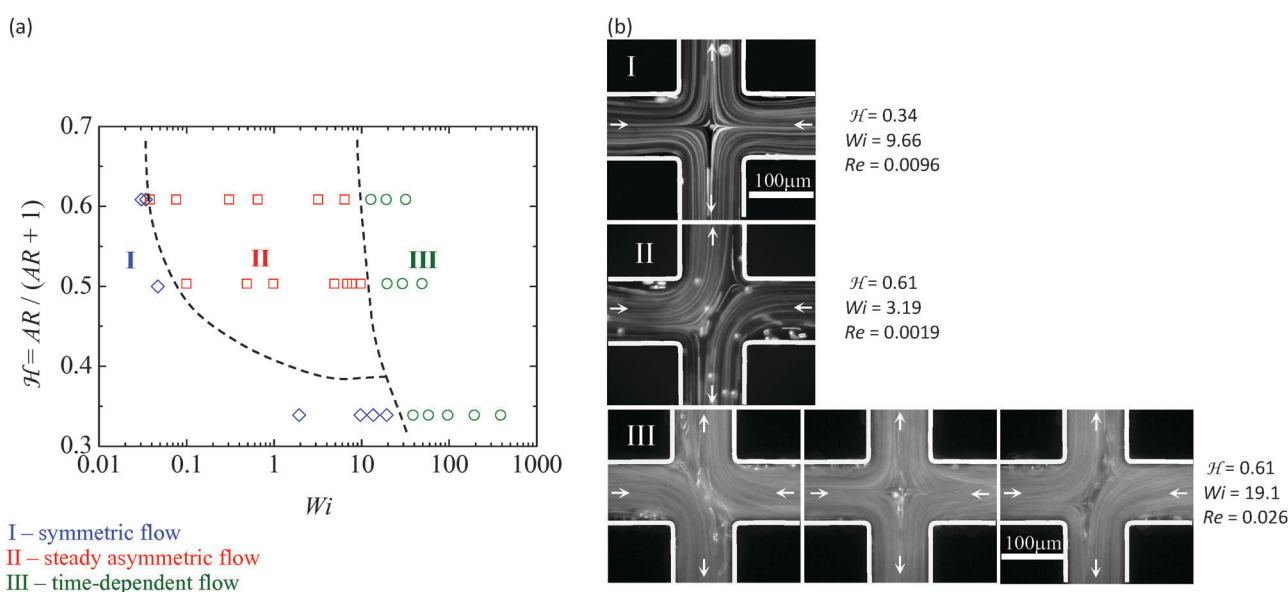 (a)
0.7
0.6
0.5
0.4
0.3
ℋ = AR / (AR + 1)
I
II
III
0.01
0.1
1
10
100
1000
Wi
I – symmetric flow
II – steady asymmetric flow
III – time-dependent flow
(b)
I
100μm
ℋ = 0.34
Wi = 9.66
Re = 0.0096
II
ℋ = 0.61
Wi = 3.19
Re = 0.0019
III
100μm
ℋ = 0.61
Wi = 19.1
Re = 0.026